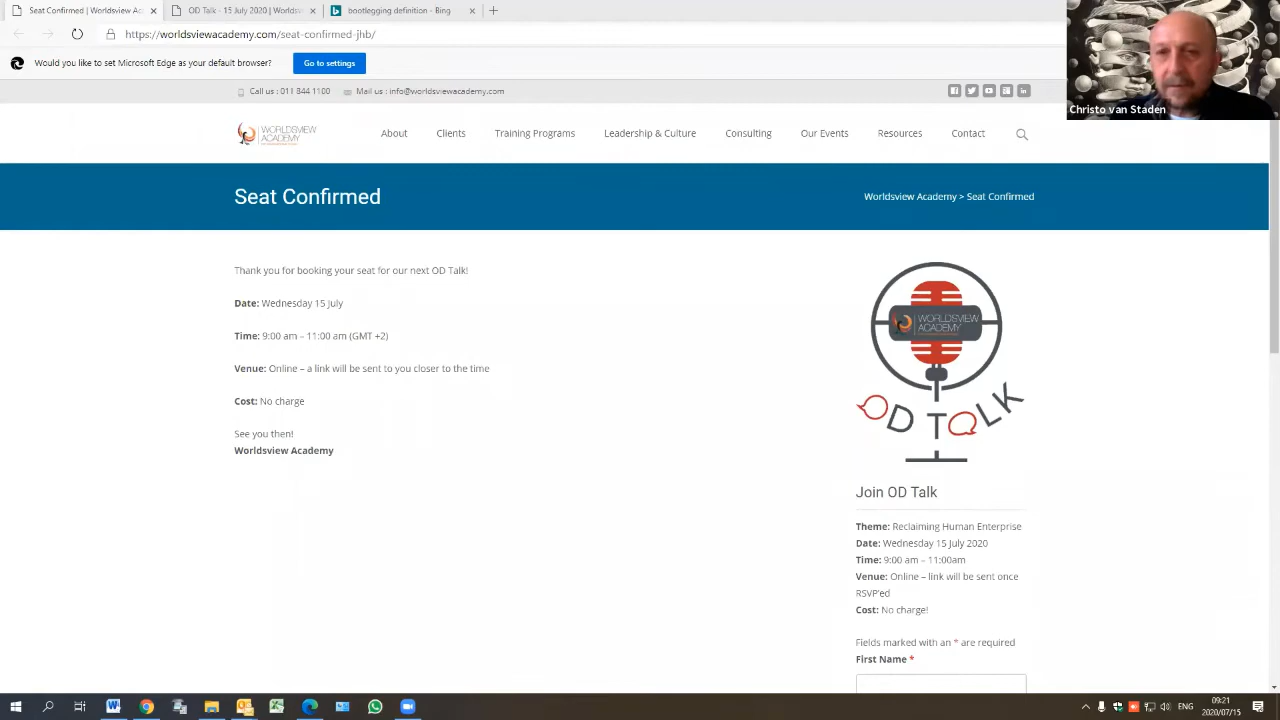 Seat Confirmed | Worldsview Ac
OD Talk - 15 July 2020 | Worlds
bootlegging definition - Bing
https://worldsviewacademy.com/seat-confirmed-jhb/
Would you like to set Microsoft Edge as your default browser?
Go to settings
Call us : 011 844 1100
Mail us : info@worldsviewacademy.com
Christo van Staden
WORLDSVIEW
ACADEMY
About
Clients
Training Programs
Leadership & Culture
Consulting
Our Events
Resources
Contact
Seat Confirmed
Worldsview Academy > Seat Confirmed
Thank you for booking your seat for our next OD Talk!
Date: Wednesday 15 July
Time: 9:00 am – 11:00 am (GMT +2)
Venue: Online – a link will be sent to you closer to the time
Cost: No charge
See you then!
Worldsview Academy
WORLDSVIEW
ACADEMY
OD TALK
Join OD Talk
Theme: Reclaiming Human Enterprise
Date: Wednesday 15 July 2020
Time: 9:00 am – 11:00am
Venue: Online – link will be sent once
RSVP'ed
Cost: No charge!
Fields marked with an * are required
First Name *
ENG
09:21
2020/07/15